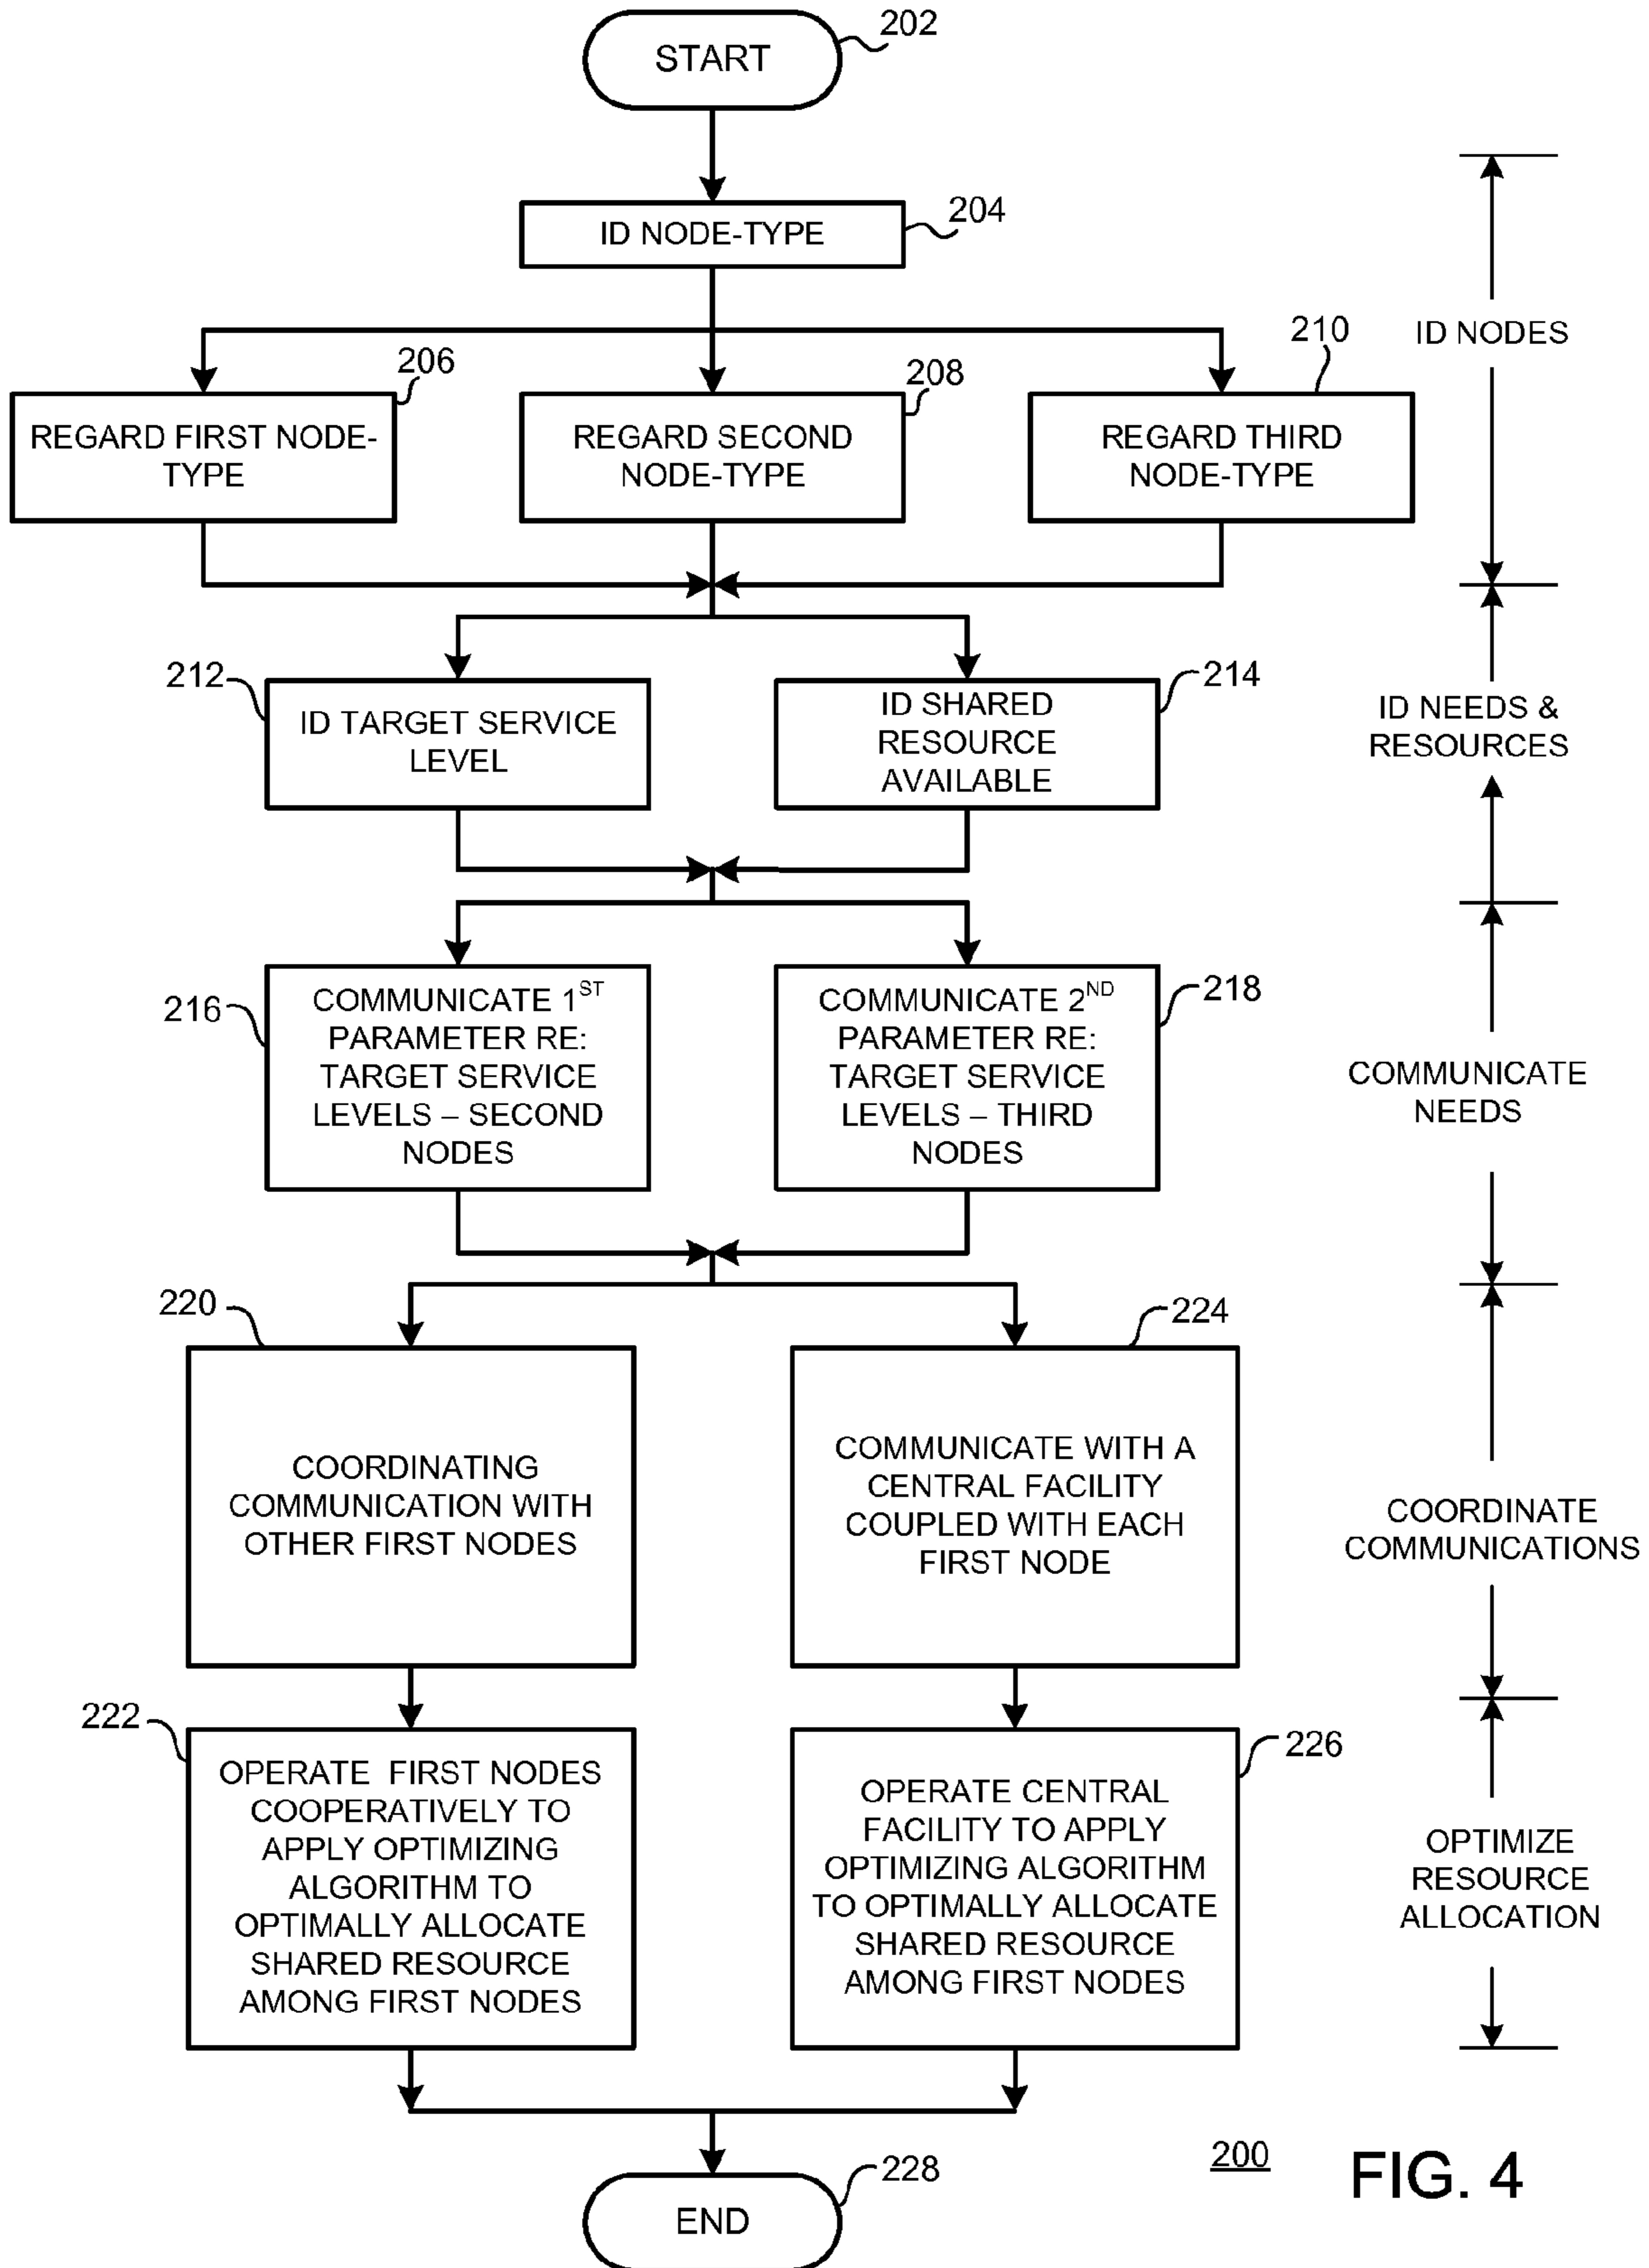 202
START
204
ID NODE-TYPE
210
ID NODES
206
208
REGARD FIRST NODE-
TYPE
REGARD SECOND
NODE-TYPE
REGARD THIRD
NODE-TYPE
212
ID TARGET SERVICE
LEVEL
214
ID SHARED
RESOURCE
AVAILABLE
ID NEEDS &
RESOURCES
216
COMMUNICATE 1ST
PARAMETER RE:
TARGET SERVICE
LEVELS – SECOND
NODES
218
COMMUNICATE 2ND
PARAMETER RE:
TARGET SERVICE
LEVELS – THIRD
NODES
COMMUNICATE
NEEDS
220
COORDINATING
COMMUNICATION WITH
OTHER FIRST NODES
224
COMMUNICATE WITH A
CENTRAL FACILITY
COUPLED WITH EACH
FIRST NODE
COORDINATE
COMMUNICATIONS
222
OPERATE FIRST NODES
COOPERATIVELY TO
APPLY OPTIMIZING
ALGORITHM TO
OPTIMALLY ALLOCATE
SHARED RESOURCE
AMONG FIRST NODES
226
OPERATE CENTRAL
FACILITY TO APPLY
OPTIMIZING ALGORITHM
TO OPTIMALLY ALLOCATE
SHARED RESOURCE
AMONG FIRST NODES
OPTIMIZE
RESOURCE
ALLOCATION
228
END
200
FIG. 4